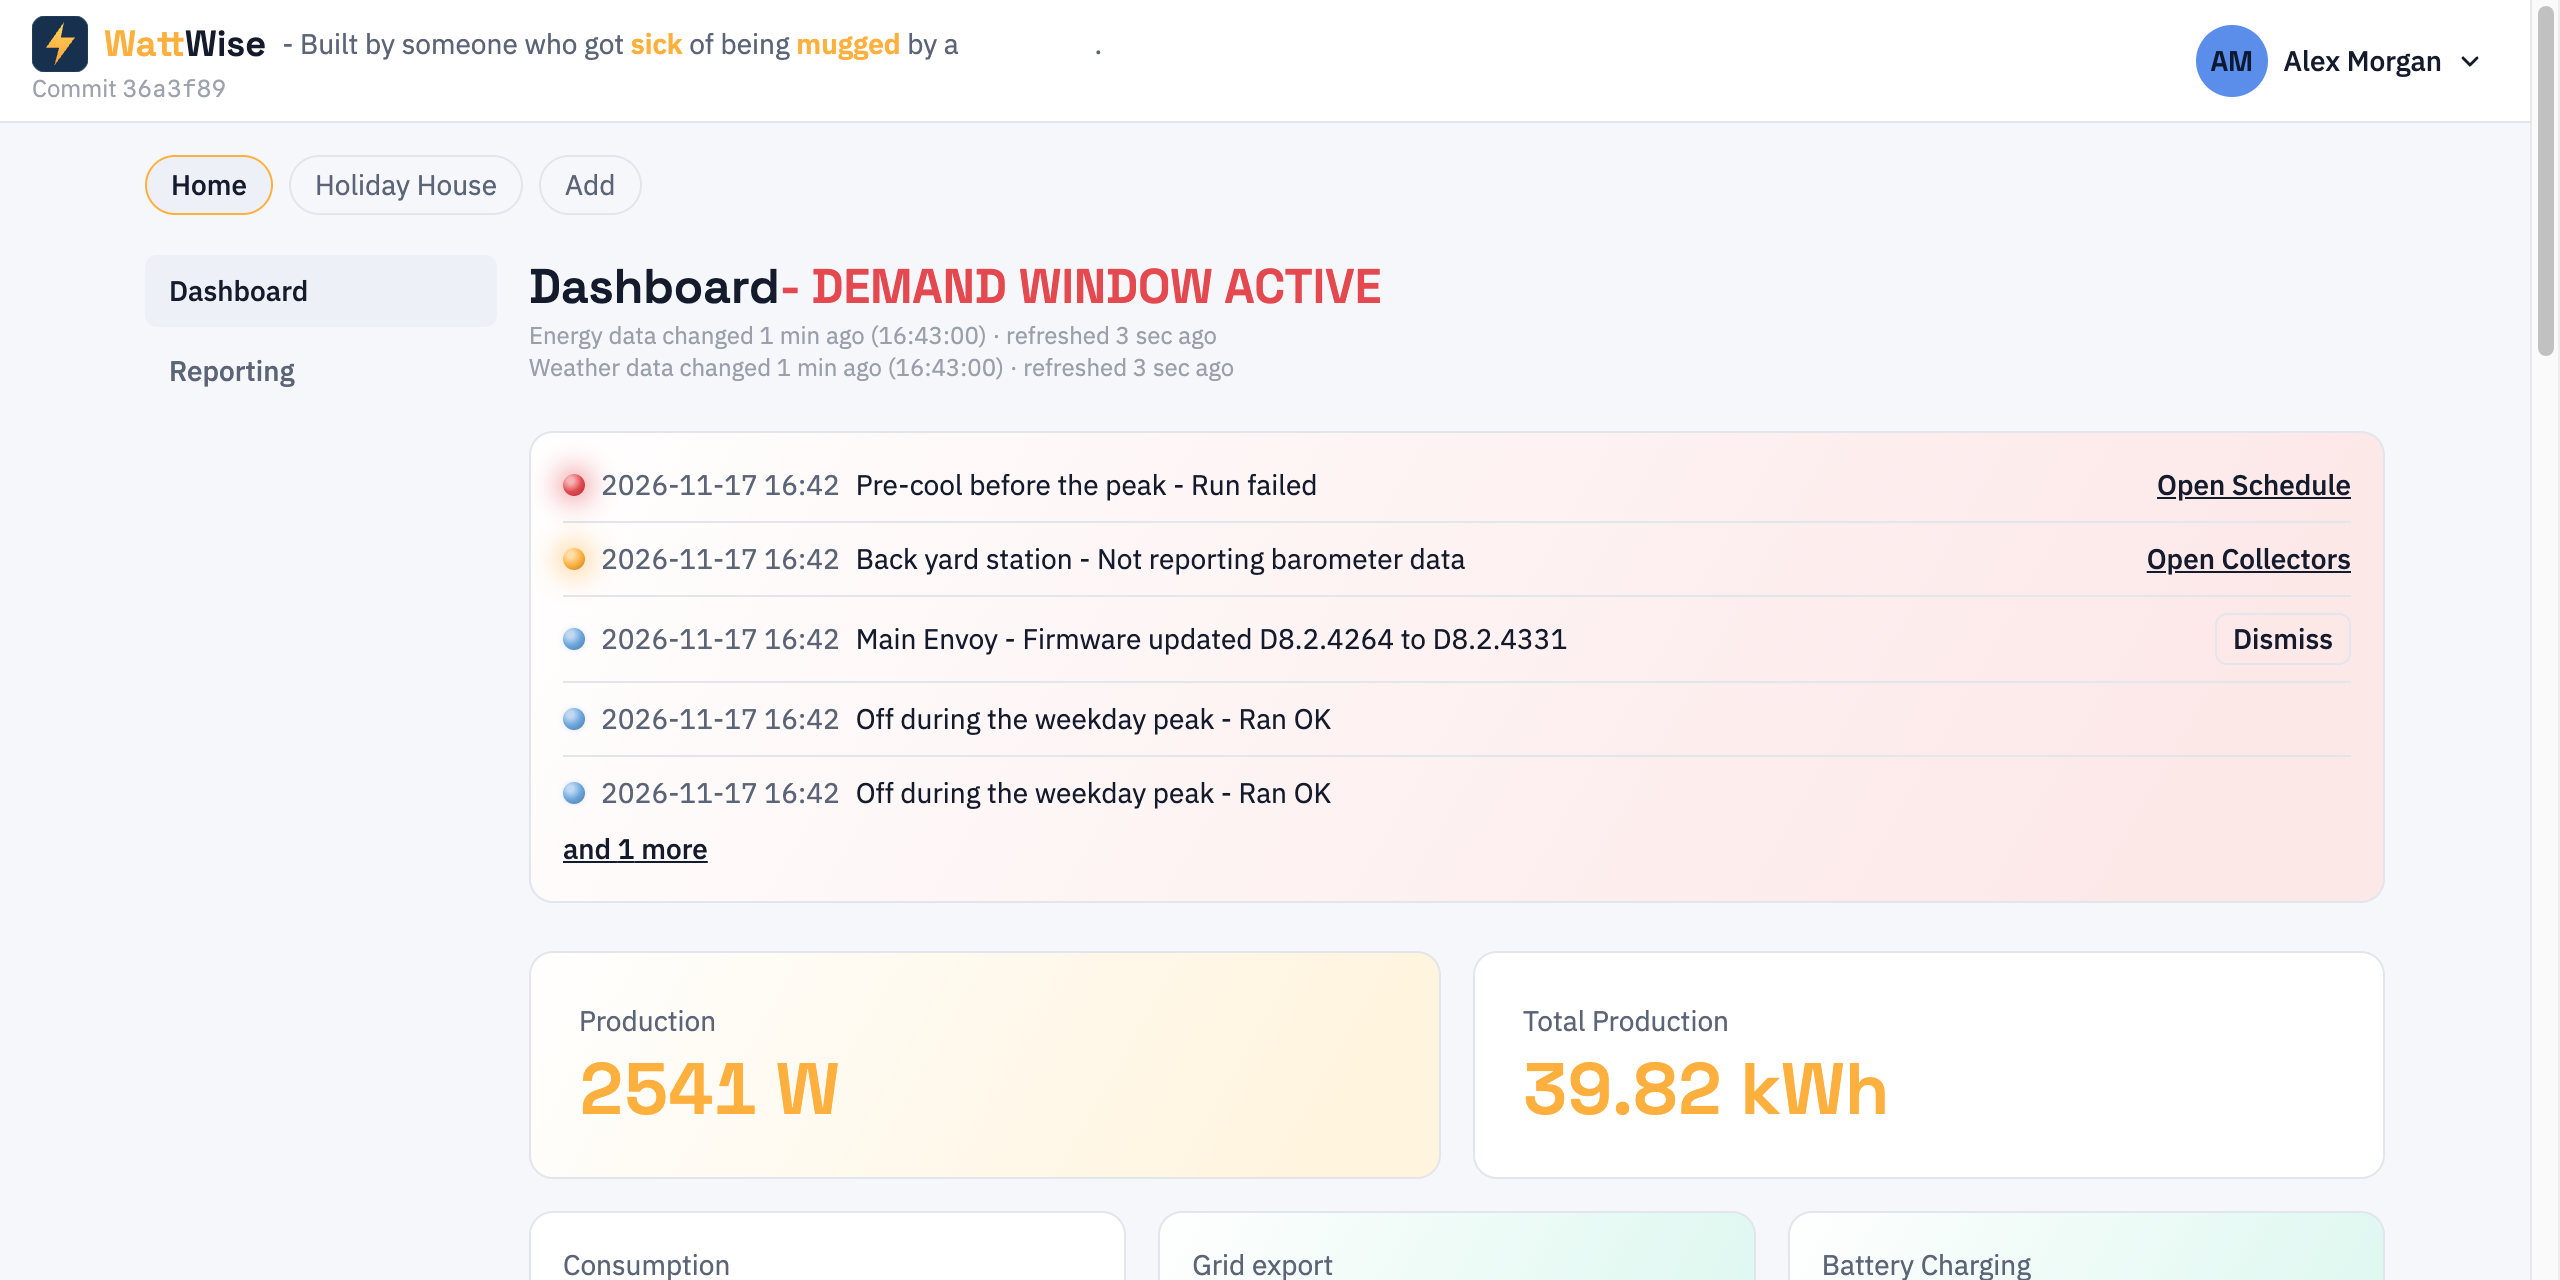 WattWise - Built by someone who got sick of being mugged by a .
Commit 36a3f89
AM Alex Morgan
Home
Holiday House
Add
Dashboard
Reporting
Dashboard- DEMAND WINDOW ACTIVE
Energy data changed 1 min ago (16:43:00) · refreshed 3 sec ago
Weather data changed 1 min ago (16:43:00) · refreshed 3 sec ago
2026-11-17 16:42 Pre-cool before the peak - Run failed Open Schedule
2026-11-17 16:42 Back yard station - Not reporting barometer data Open Collectors
2026-11-17 16:42 Main Envoy - Firmware updated D8.2.4264 to D8.2.4331 Dismiss
2026-11-17 16:42 Off during the weekday peak - Ran OK
2026-11-17 16:42 Off during the weekday peak - Ran OK
and 1 more
Production
2541 W
Total Production
39.82 kWh
Consumption
Grid export
Battery Charging